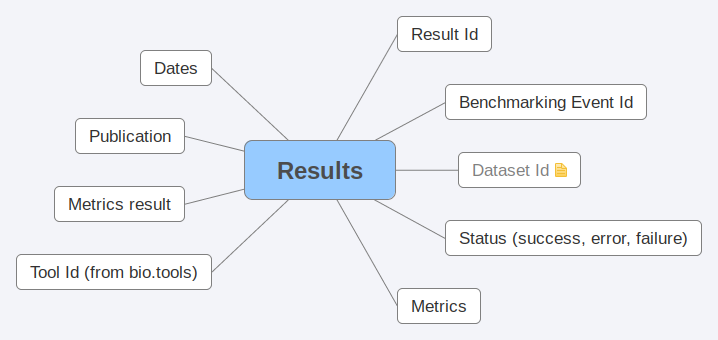 Result Id
Dates
Benchmarking Event Id
Publication
Results
Dataset Id
Metrics result
Status (success, error, failure)
Tool Id (from bio.tools)
Metrics